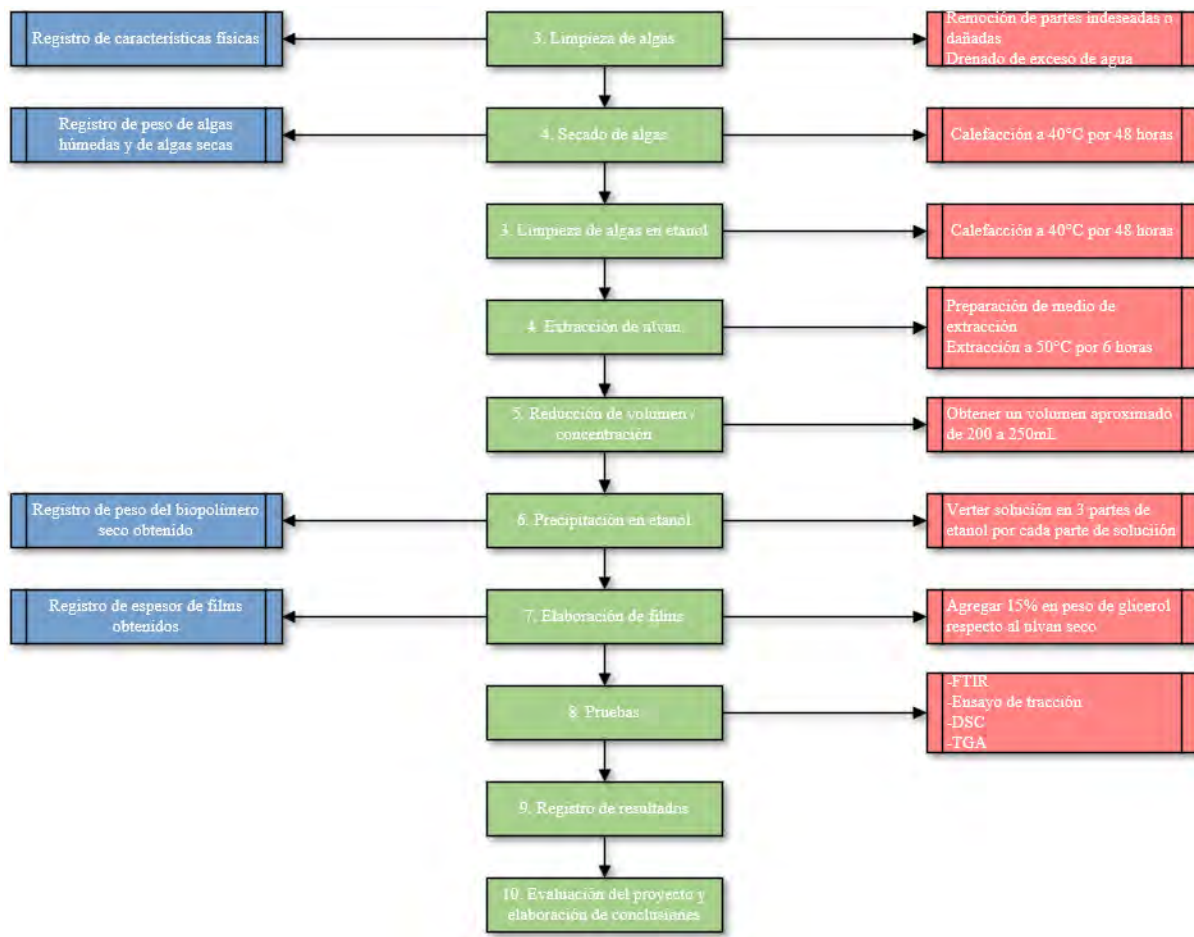 Registro de características físicas
3. Limpieza de algas
Remoción de partes indeseadas o
dañadas
Drenado de exceso de agua
Registro de peso de algas
húmedas y de algas secas
4. Secado de algas
Calefacción a 40°C por 48 horas
3. Limpieza de algas en etanol
Calefacción a 40°C por 48 horas
4. Extracción de ulvan
Preparación de medio de
extracción
Extracción a 50°C por 6 horas
5. Reducción de volumen /
concentración
Obtener un volumen aproximado
de 200 a 250mL
Registro de peso del biopolímero
seco obtenido
6. Precipitación en etanol
Verter solución en 3 partes de
etanol por cada parte de soluciión
Registro de espesor de films
obtenidos
7. Elaboración de films
Agregar 15% en peso de glicerol
respecto al ulvan seco
8. Pruebas
-FTIR
-Ensayo de tracción
-DSC
-TGA
9. Registro de resultados
10. Evaluación del proyecto y
elaboración de conclusiones